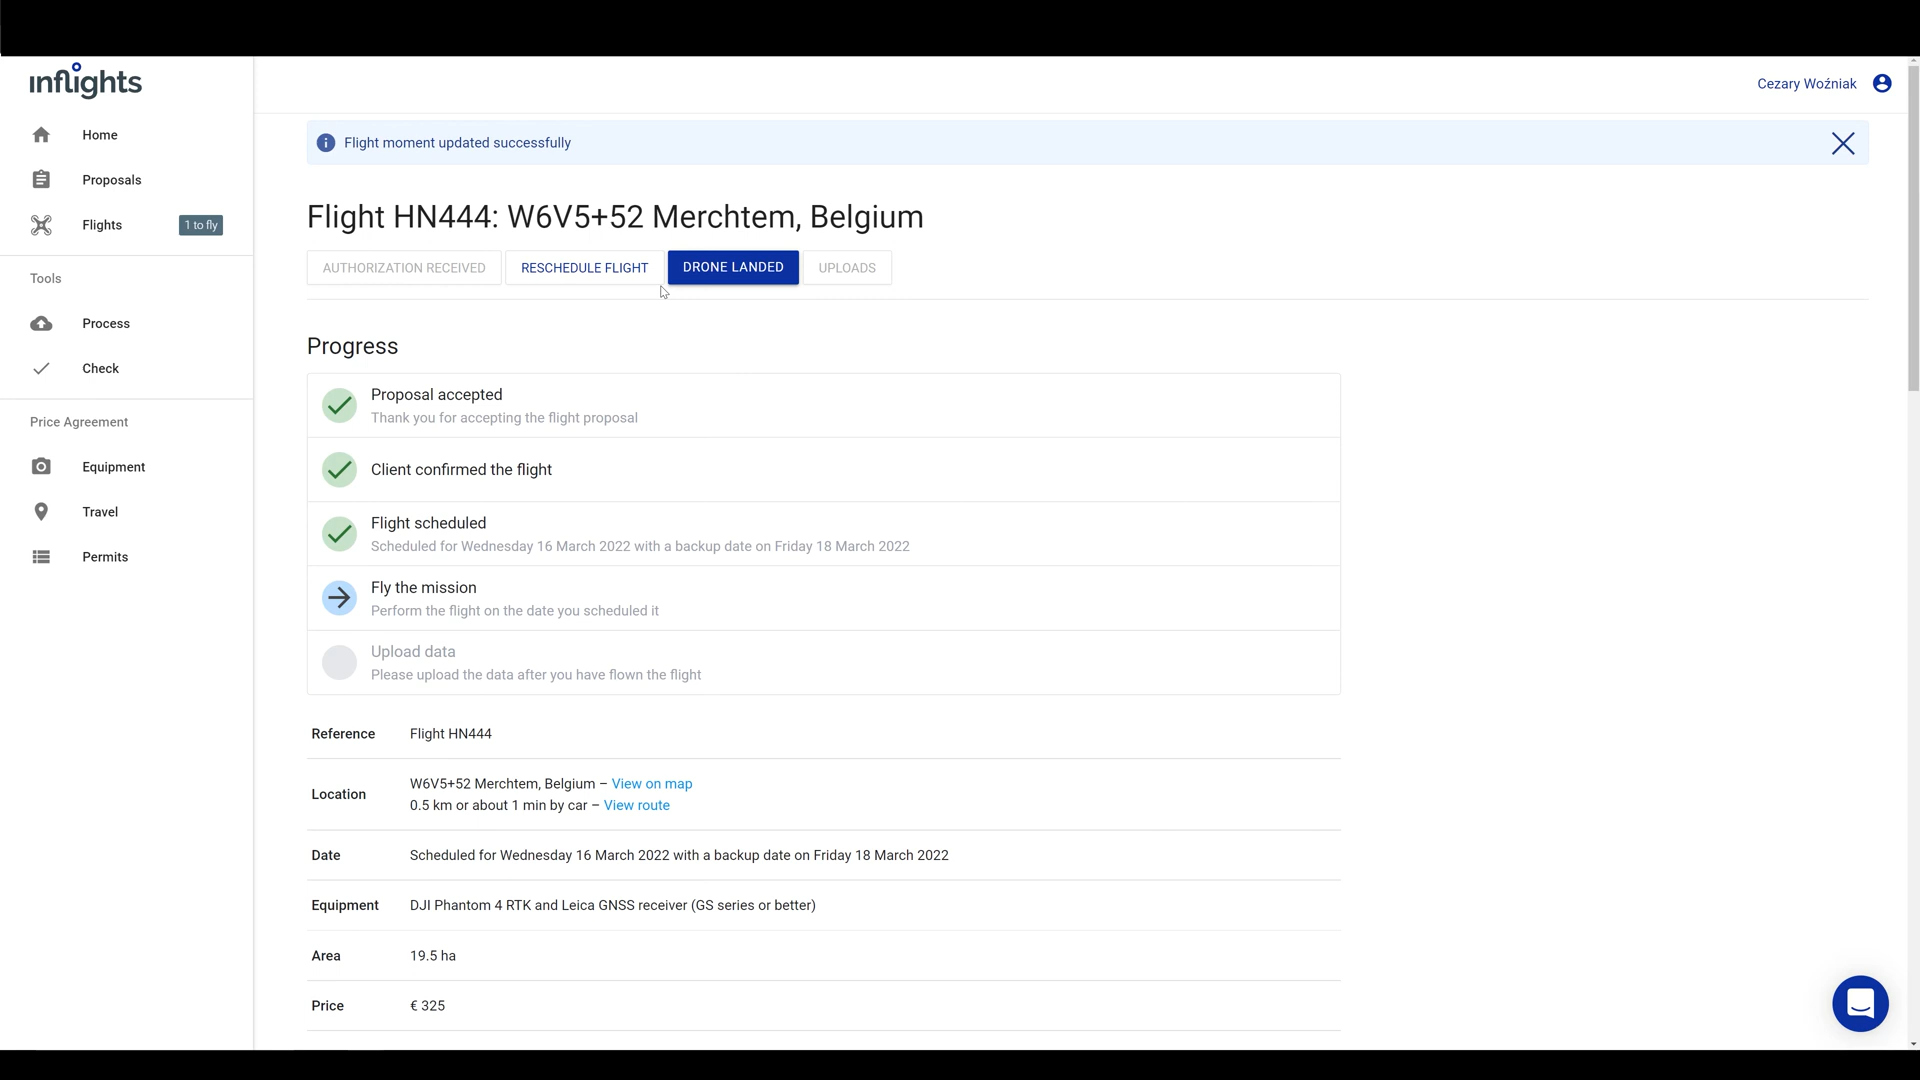 inflights
Cezary Woźniak
Home
Proposals
Flights
1 to fly
Tools
Process
Check
Price Agreement
Equipment
Travel
Permits
Flight moment updated successfully
Flight HN444: W6V5+52 Merchtem, Belgium
AUTHORIZATION RECEIVED
RESCHEDULE FLIGHT
DRONE LANDED
UPLOADS
Progress
Proposal accepted
Thank you for accepting the flight proposal
Client confirmed the flight
Flight scheduled
Scheduled for Wednesday 16 March 2022 with a backup date on Friday 18 March 2022
Fly the mission
Perform the flight on the date you scheduled it
Upload data
Please upload the data after you have flown the flight
Reference Flight HN444
Location W6V5+52 Merchtem, Belgium – View on map
0.5 km or about 1 min by car – View route
Date Scheduled for Wednesday 16 March 2022 with a backup date on Friday 18 March 2022
Equipment DJI Phantom 4 RTK and Leica GNSS receiver (GS series or better)
Area 19.5 ha
Price € 325